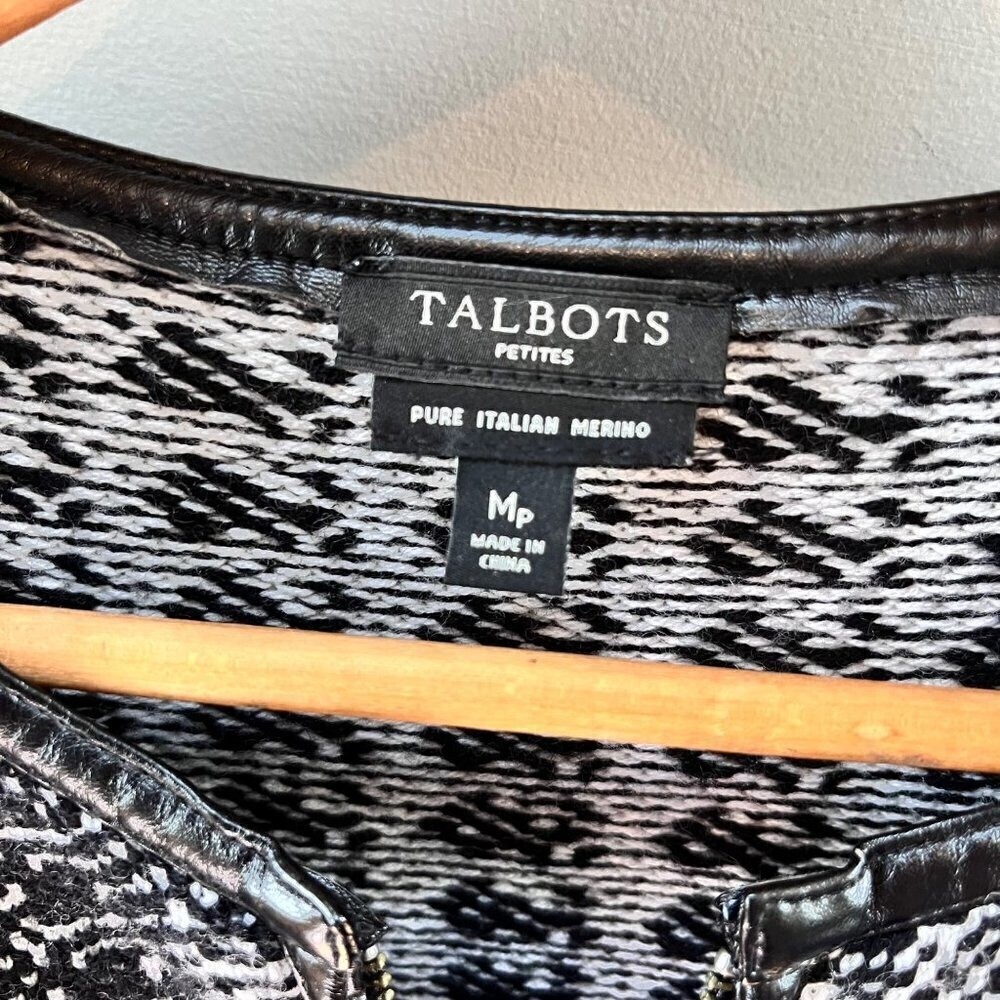 TALBOTS
PETITES
PURE ITALIAN MERINO
MP
MADE IN
CHINA